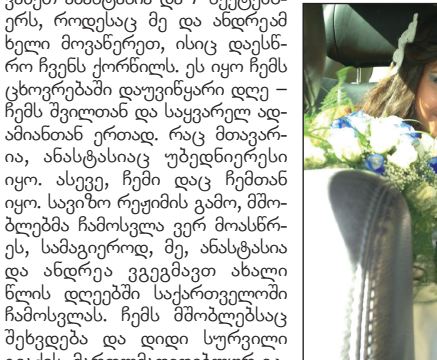 ერს, როდესაც მე და ანდრეამ
ხელი მოვაწერეთ, ისიც დაესწ-
რო ჩვენს ქორწილს. ეს იყო ჩემს
ცხოვრებაში დაუვიწყარი დღე –
ჩემს შვილთან და საყვარელ ად-
ამიანთან ერთად. რაც მთავარ-
ია, ანასტასიაც უბედნიერესი
იყო. ასევე, ჩემი დაც ჩემთან
იყო. სავიზო რეჟიმის გამო, მშო-
ბლებმა ჩამოსვლა ვერ მოასწრ-
ეს, სამაგიეროდ, მე, ანასტასია
და ანდრეა ვგეგმავთ ახალი
წლის დღეებში საქართველოში
ჩამოსვლას. ჩემს მშობლებსაც
შეხვდება და დიდი სურვილი